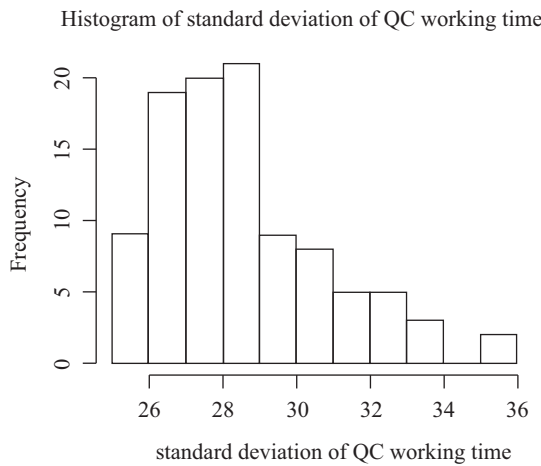 Histogram of standard deviation of QC working time
Frequency
20
15
10
5
0
26 28 30 32 34 36
standard deviation of QC working time